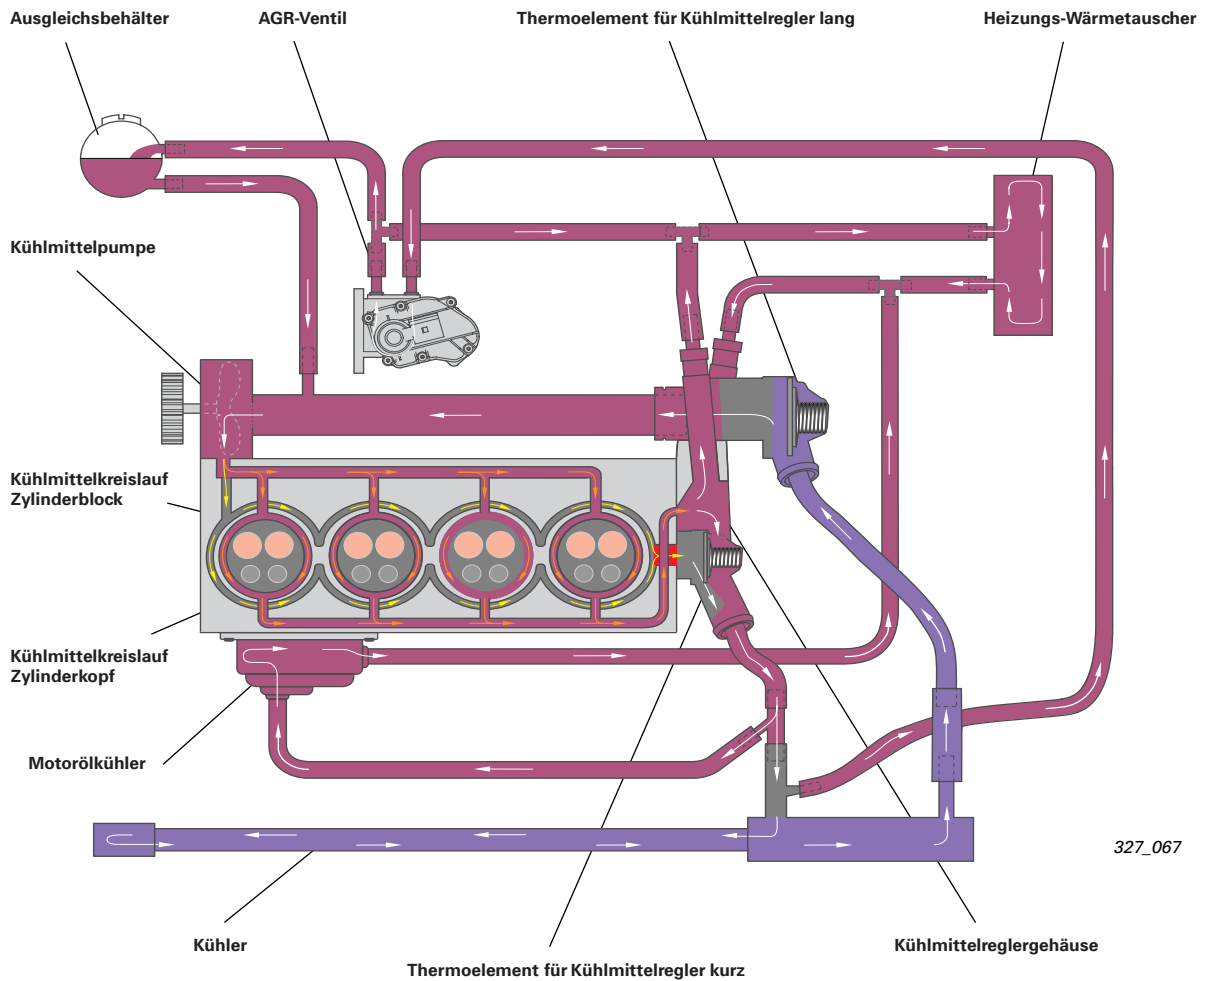 Ausgleichsbehälter
AGR-Ventil
Thermoelement für Kühlmittelregler lang
Heizungs-Wärmetauscher
Kühlmittelpumpe
Kühlmittelkreislauf
Zylinderblock
Kühlmittelkreislauf
Zylinderkopf
Motorölkühler
327_067
Kühler
Kühlmittelreglergehäuse
Thermoelement für Kühlmittelregler kurz